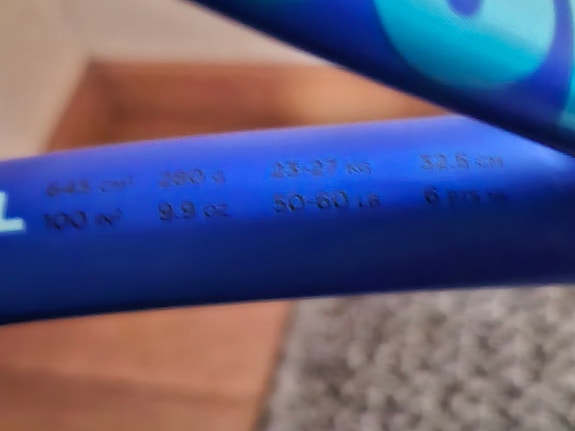 L
645 cm² 280 g 23-27 KG 32.5 CM
100 in² 9.9 oz 50-60 LB 6